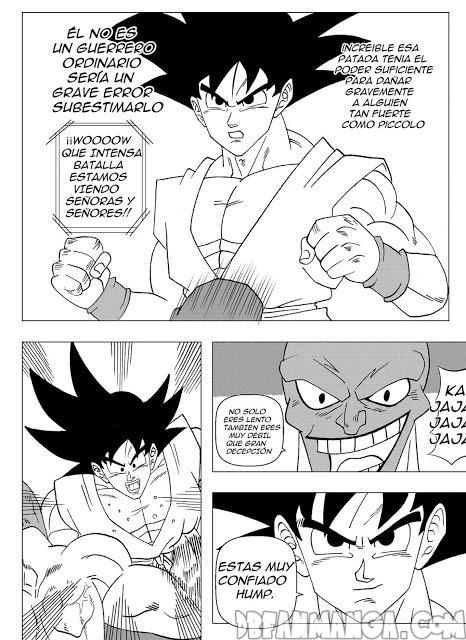 ÉL NO ES
UN GUERRERO
ORDINARIO
SERÍA UN
GRAVE ERROR
SUBESTIMARLO
INCREIBLE ESA
PATADA TENIA EL
PODER SUFICIENTE
PARA DAÑAR
GRAVEMENTE
A ALGUIEN
TAN FUERTE
COMO PICCOLO
¡¡WOOOOW
QUE INTENSA
BATALLA
ESTAMOS
VIENDO
SEÑORAS Y
SEÑORES!!
NO SOLO
ERES LENTO
TAMBIEN ERES
MUY DEBIL
QUE GRAN
DECEPCIÓN
KA
JAJA
JAJA
JAJA
ESTAS MUY
CONFIADO
HUMP.
DBFANMANGA.COM